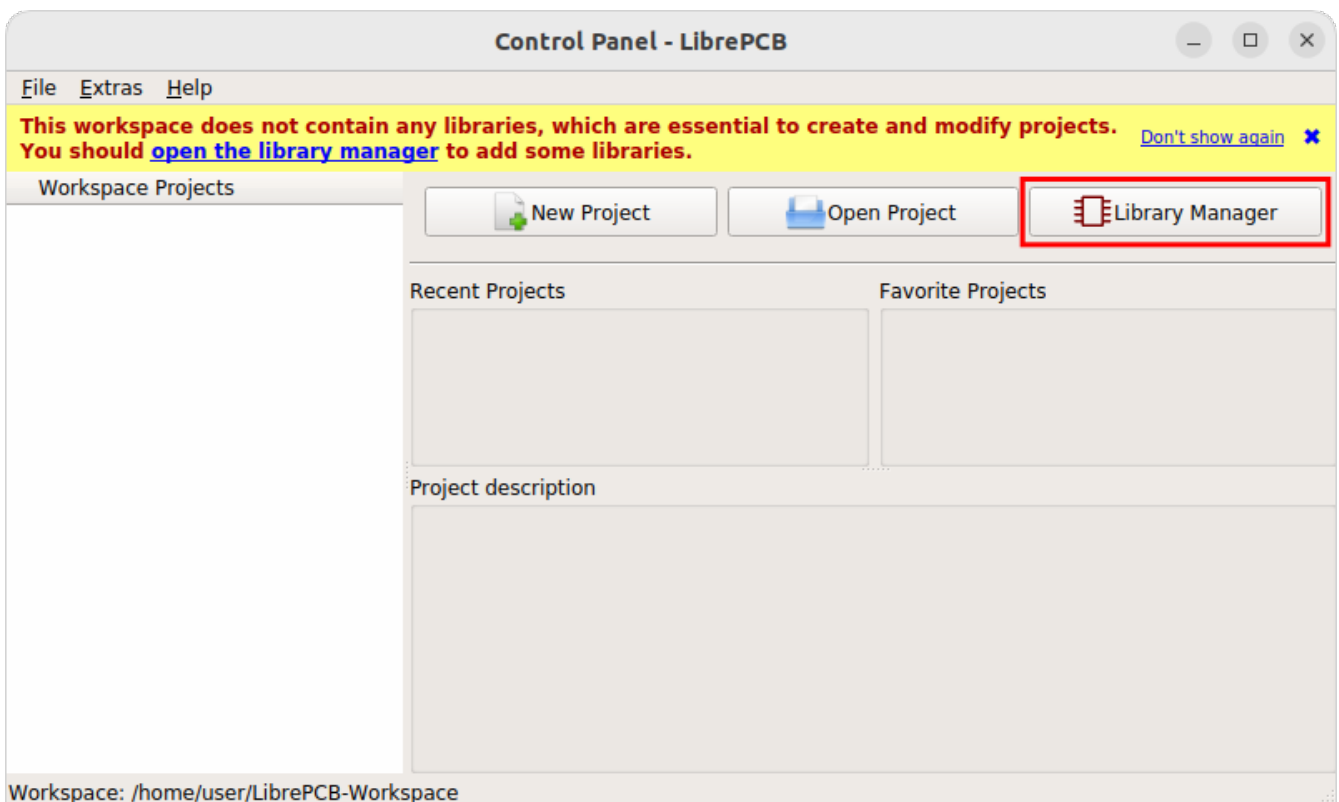 Control Panel - LibrePCB
File Extras Help
This workspace does not contain any libraries, which are essential to create and modify projects.
You should open the library manager to add some libraries.
Don't show again
Workspace Projects
New Project
Open Project
Library Manager
Recent Projects
Favorite Projects
Project description
Workspace: /home/user/LibrePCB-Workspace